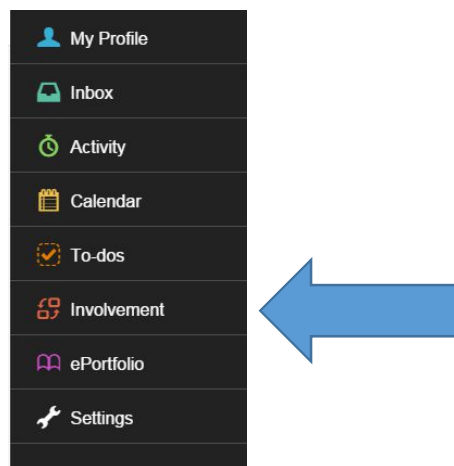 My Profile
Inbox
Activity
Calendar
To-dos
Involvement
ePortfolio
Settings